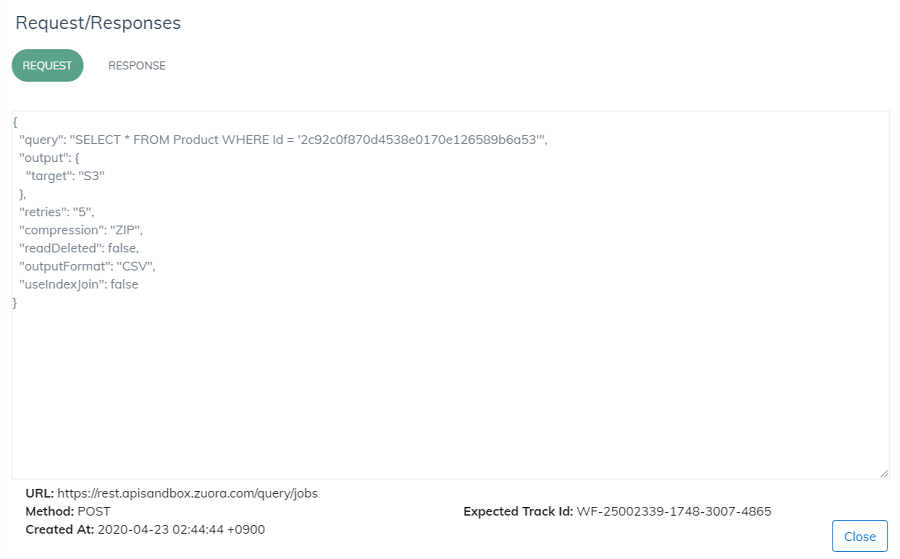 Request/Responses
REQUEST RESPONSE
{
"query": "SELECT * FROM Product WHERE Id = '2c92c0f870d4538e0170e126589b6a53'",
"output": {
"target": "S3"
},
"retries": "5",
"compression": "ZIP",
"readDeleted": false,
"outputFormat": "CSV",
"useIndexJoin": false
}
URL: https://rest.apisandbox.zuora.com/query/jobs
Method: POST Expected Track Id: WF-25002339-1748-3007-4865
Created At: 2020-04-23 02:44:44 +0900
Close